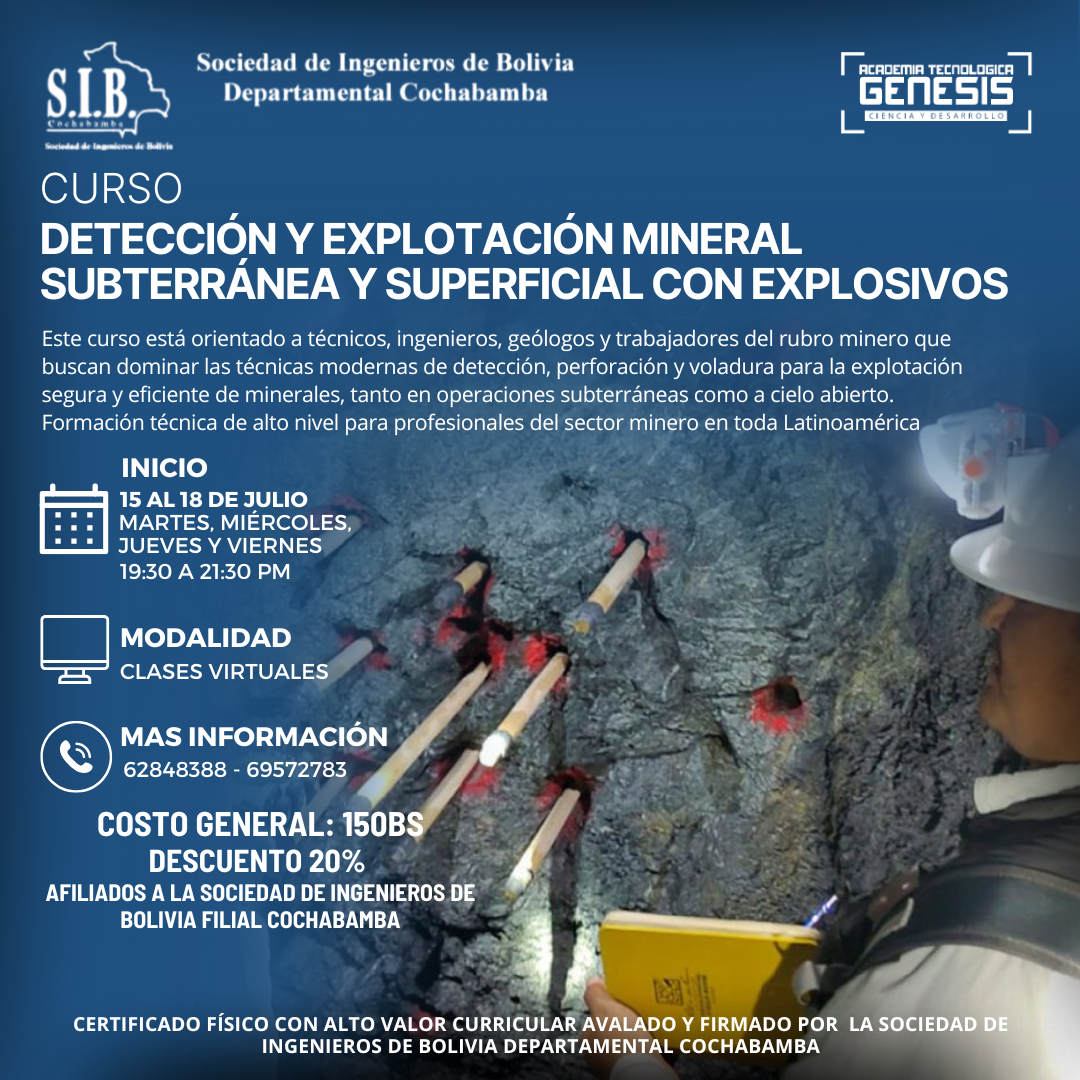 S.I.B.
Cochabamba
Sociedad de Ingenieros de Bolivia
Sociedad de Ingenieros de Bolivia
Departamental Cochabamba
ACADEMIA TECNOLOGICA
GENESIS
CIENCIA Y DESARROLLO
CURSO
DETECCIÓN Y EXPLOTACIÓN MINERAL
SUBTERRÁNEA Y SUPERFICIAL CON EXPLOSIVOS
Este curso está orientado a técnicos, ingenieros, geólogos y trabajadores del rubro minero que
buscan dominar las técnicas modernas de detección, perforación y voladura para la explotación
segura y eficiente de minerales, tanto en operaciones subterráneas como a cielo abierto.
Formación técnica de alto nivel para profesionales del sector minero en toda Latinoamérica
INICIO
15 AL 18 DE JULIO
MARTES, MIÉRCOLES,
JUEVES Y VIERNES
19:30 A 21:30 PM
MODALIDAD
CLASES VIRTUALES
MAS INFORMACIÓN
62848388 - 69572783
COSTO GENERAL: 150BS
DESCUENTO 20%
AFILIADOS A LA SOCIEDAD DE INGENIEROS DE
BOLIVIA FILIAL COCHABAMBA
CERTIFICADO FÍSICO CON ALTO VALOR CURRICULAR AVALADO Y FIRMADO POR LA SOCIEDAD DE
INGENIEROS DE BOLIVIA DEPARTAMENTAL COCHABAMBA